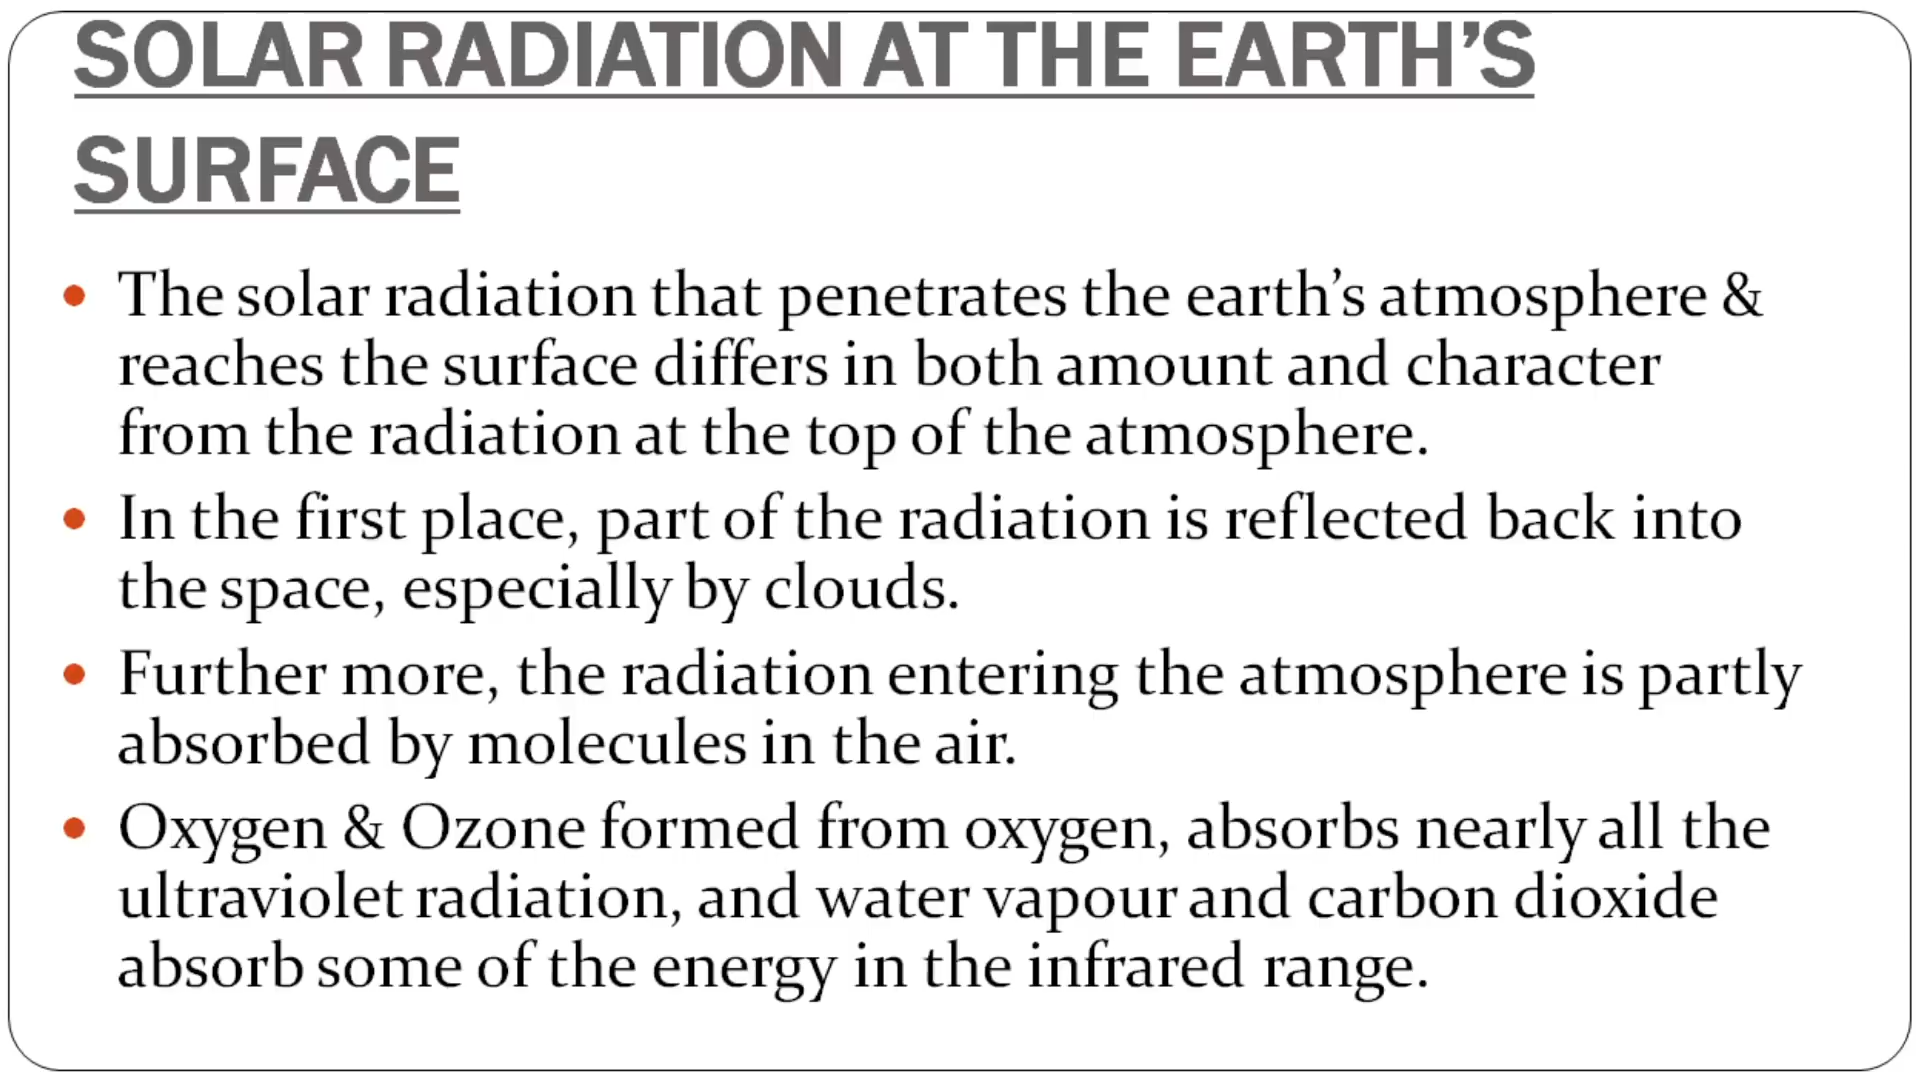 SOLAR RADIATION AT THE EARTH’S
SURFACE
• The solar radiation that penetrates the earth’s atmosphere &
reaches the surface differs in both amount and character
from the radiation at the top of the atmosphere.
• In the first place, part of the radiation is reflected back into
the space, especially by clouds.
• Further more, the radiation entering the atmosphere is partly
absorbed by molecules in the air.
• Oxygen & Ozone formed from oxygen, absorbs nearly all the
ultraviolet radiation, and water vapour and carbon dioxide
absorb some of the energy in the infrared range.